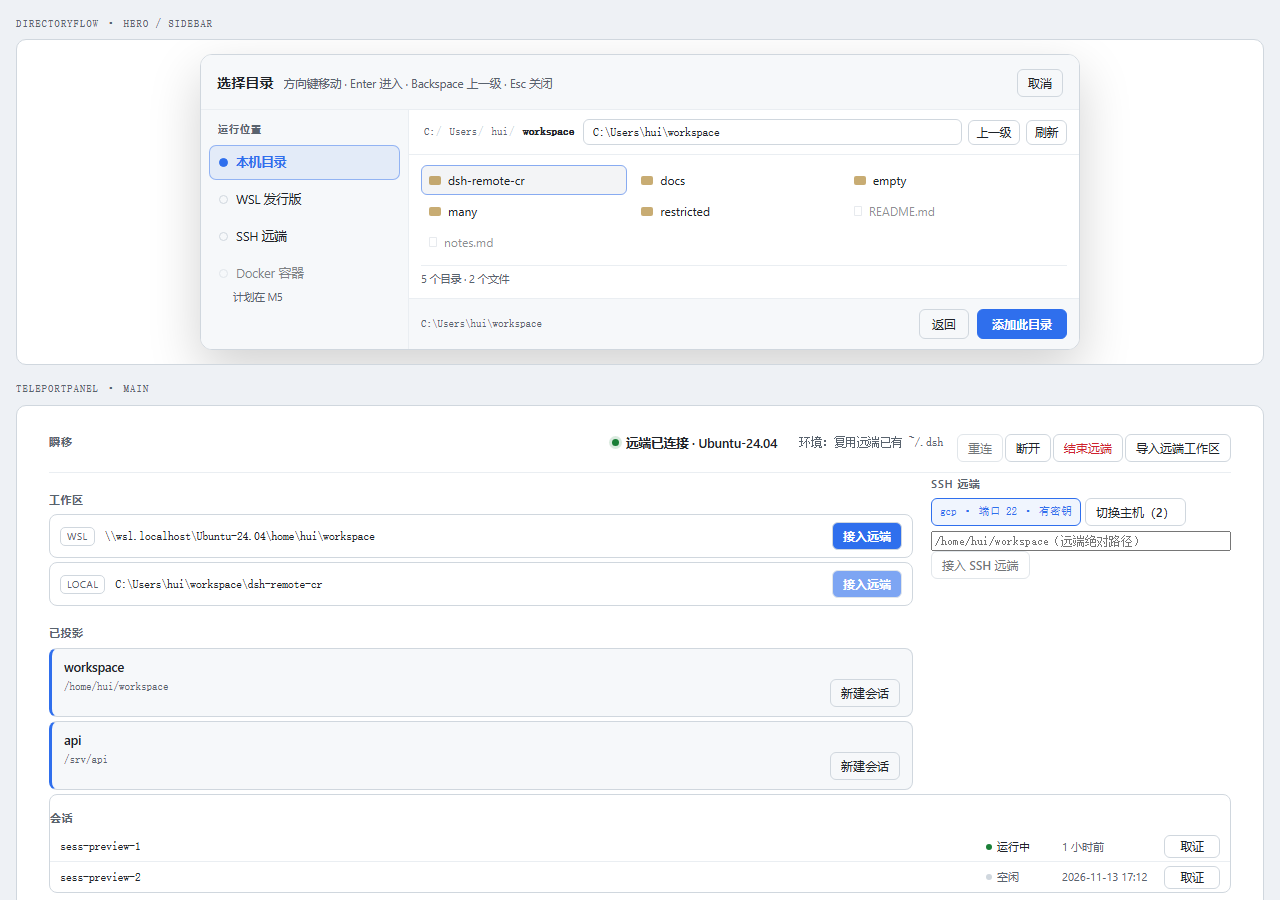 DIRECTORYFLOW · HERO / SIDEBAR
选择目录 方向键移动 · Enter 进入 · Backspace 上一级 · Esc 关闭 取消
运行位置
本机目录
WSL 发行版
SSH 远端
Docker 容器
计划在 M5
C:/ Users/ hui/ workspace C:\Users\hui\workspace 上一级 刷新
dsh-remote-cr docs empty
many restricted README.md
notes.md
5 个目录 · 2 个文件
C:\Users\hui\workspace 返回 添加此目录
TELEPORTPANEL · MAIN
瞬移 远端已连接 · Ubuntu-24.04 环境：复用远端已有 ~/.dsh 重连 断开 结束远端 导入远端工作区
工作区
WSL \\wsl.localhost\Ubuntu-24.04\home\hui\workspace 接入远端
LOCAL C:\Users\hui\workspace\dsh-remote-cr 接入远端
SSH 远端
gcp · 端口 22 · 有密钥 切换主机（2）
/home/hui/workspace（远端绝对路径）
接入 SSH 远端
已投影
workspace
/home/hui/workspace
新建会话
api
/srv/api
新建会话
会话
sess-preview-1 运行中 1 小时前 取证
sess-preview-2 空闲 2026-11-13 17:12 取证